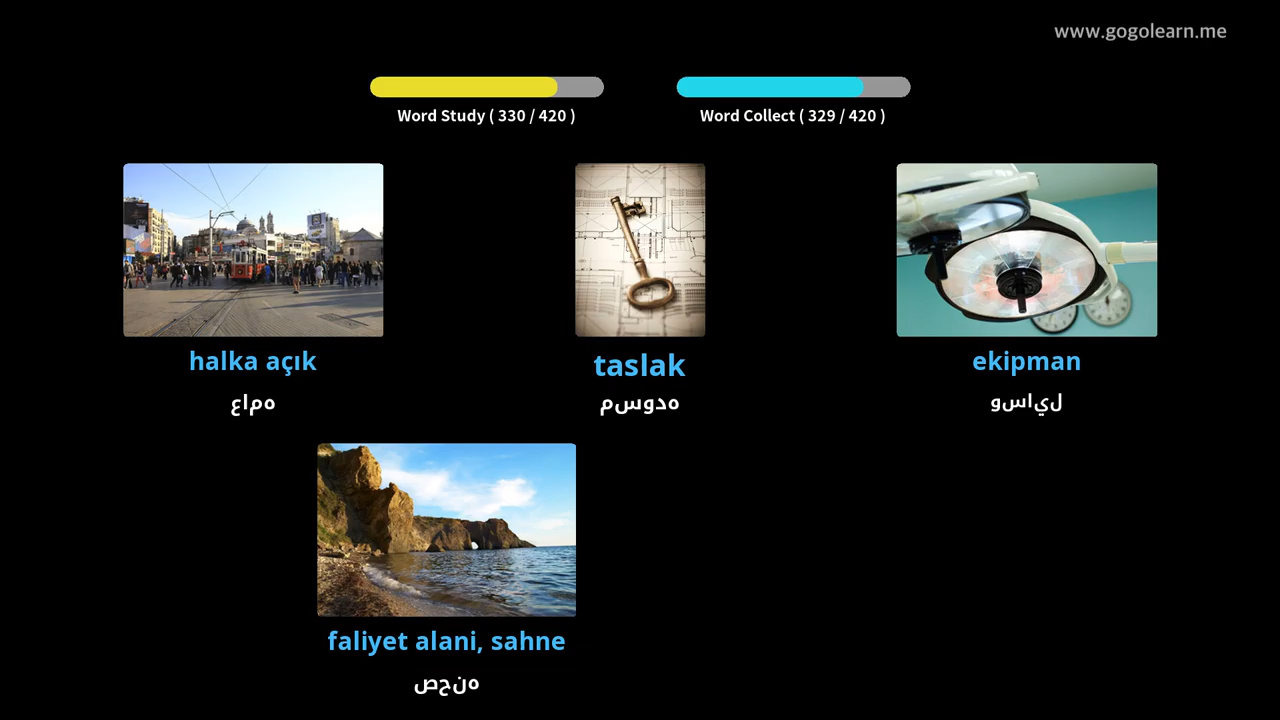 www.gogolearn.me
Word Study ( 330 / 420 )
Word Collect ( 329 / 420 )
halka açık
عامه
taslak
مسوده
ekipman
وسایل
faliyet alani, sahne
صحنه